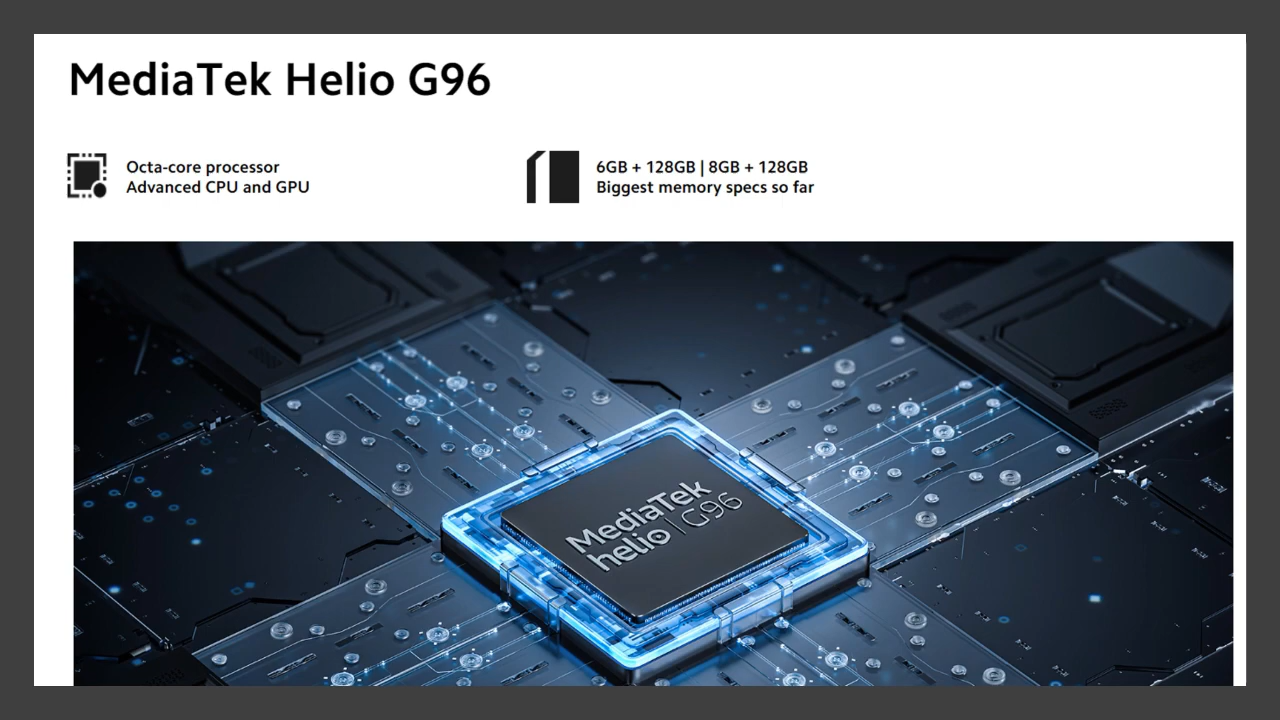 MediaTek Helio G96
Octa-core processor
Advanced CPU and GPU
6GB + 128GB | 8GB + 128GB
Biggest memory specs so far
MediaTek
helio | G96